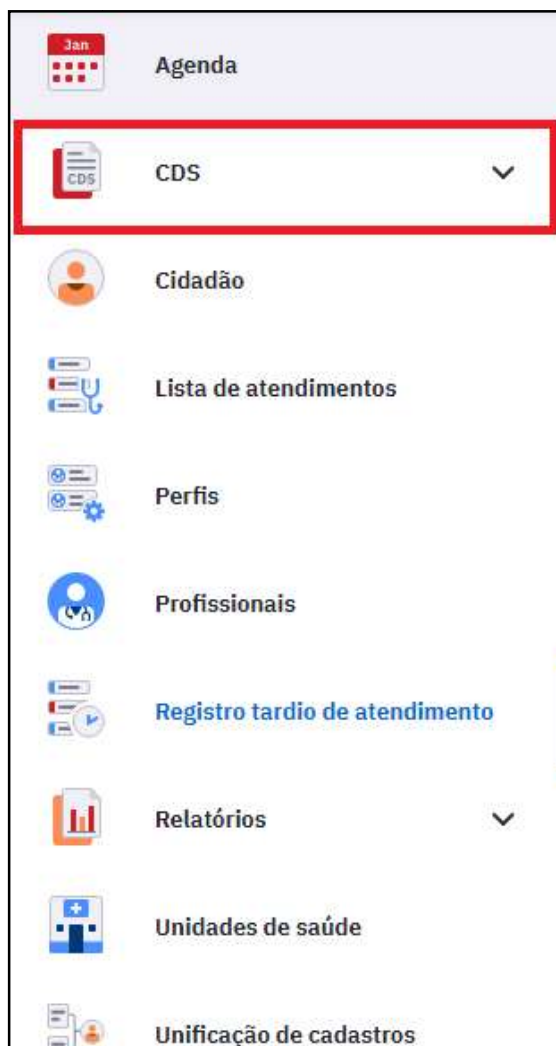 Jan
Agenda
CDS
CDS
Cidadão
Lista de atendimentos
Perfis
Profissionais
Registro tardio de atendimento
Relatórios
Unidades de saúde
Unificação de cadastros